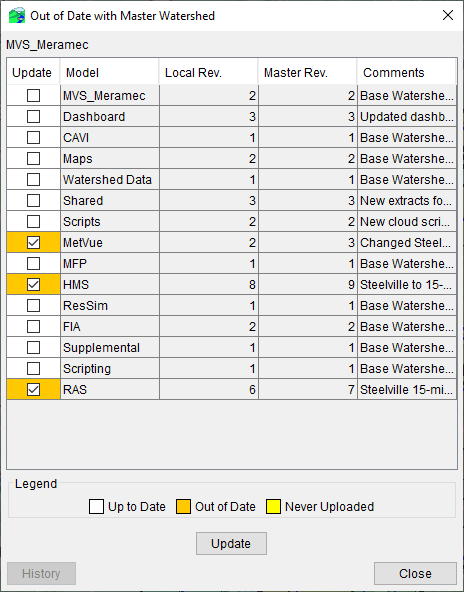 Out of Date with Master Watershed
MVS_Meramec
Update Model Local Rev. Master Rev. Comments
MVS_Meramec 2 2 Base Watershe...
Dashboard 3 3 Updated dashb...
CAVI 1 1 Base Watershe...
Maps 2 2 Base Watershe...
Watershed Data 1 1 Base Watershe...
Shared 3 3 New extracts fo...
Scripts 2 2 New cloud scri...
MetVue 2 3 Changed Steel...
MFP 1 1 Base Watershe...
HMS 8 9 Steelville to 15-...
ResSim 1 1 Base Watershe...
FIA 2 2 Base Watershe...
Supplemental 1 1 Base Watershe...
Scripting 1 1 Base Watershe...
RAS 6 7 Steelville 15-mi...
Legend
Up to Date Out of Date Never Uploaded
Update
History Close